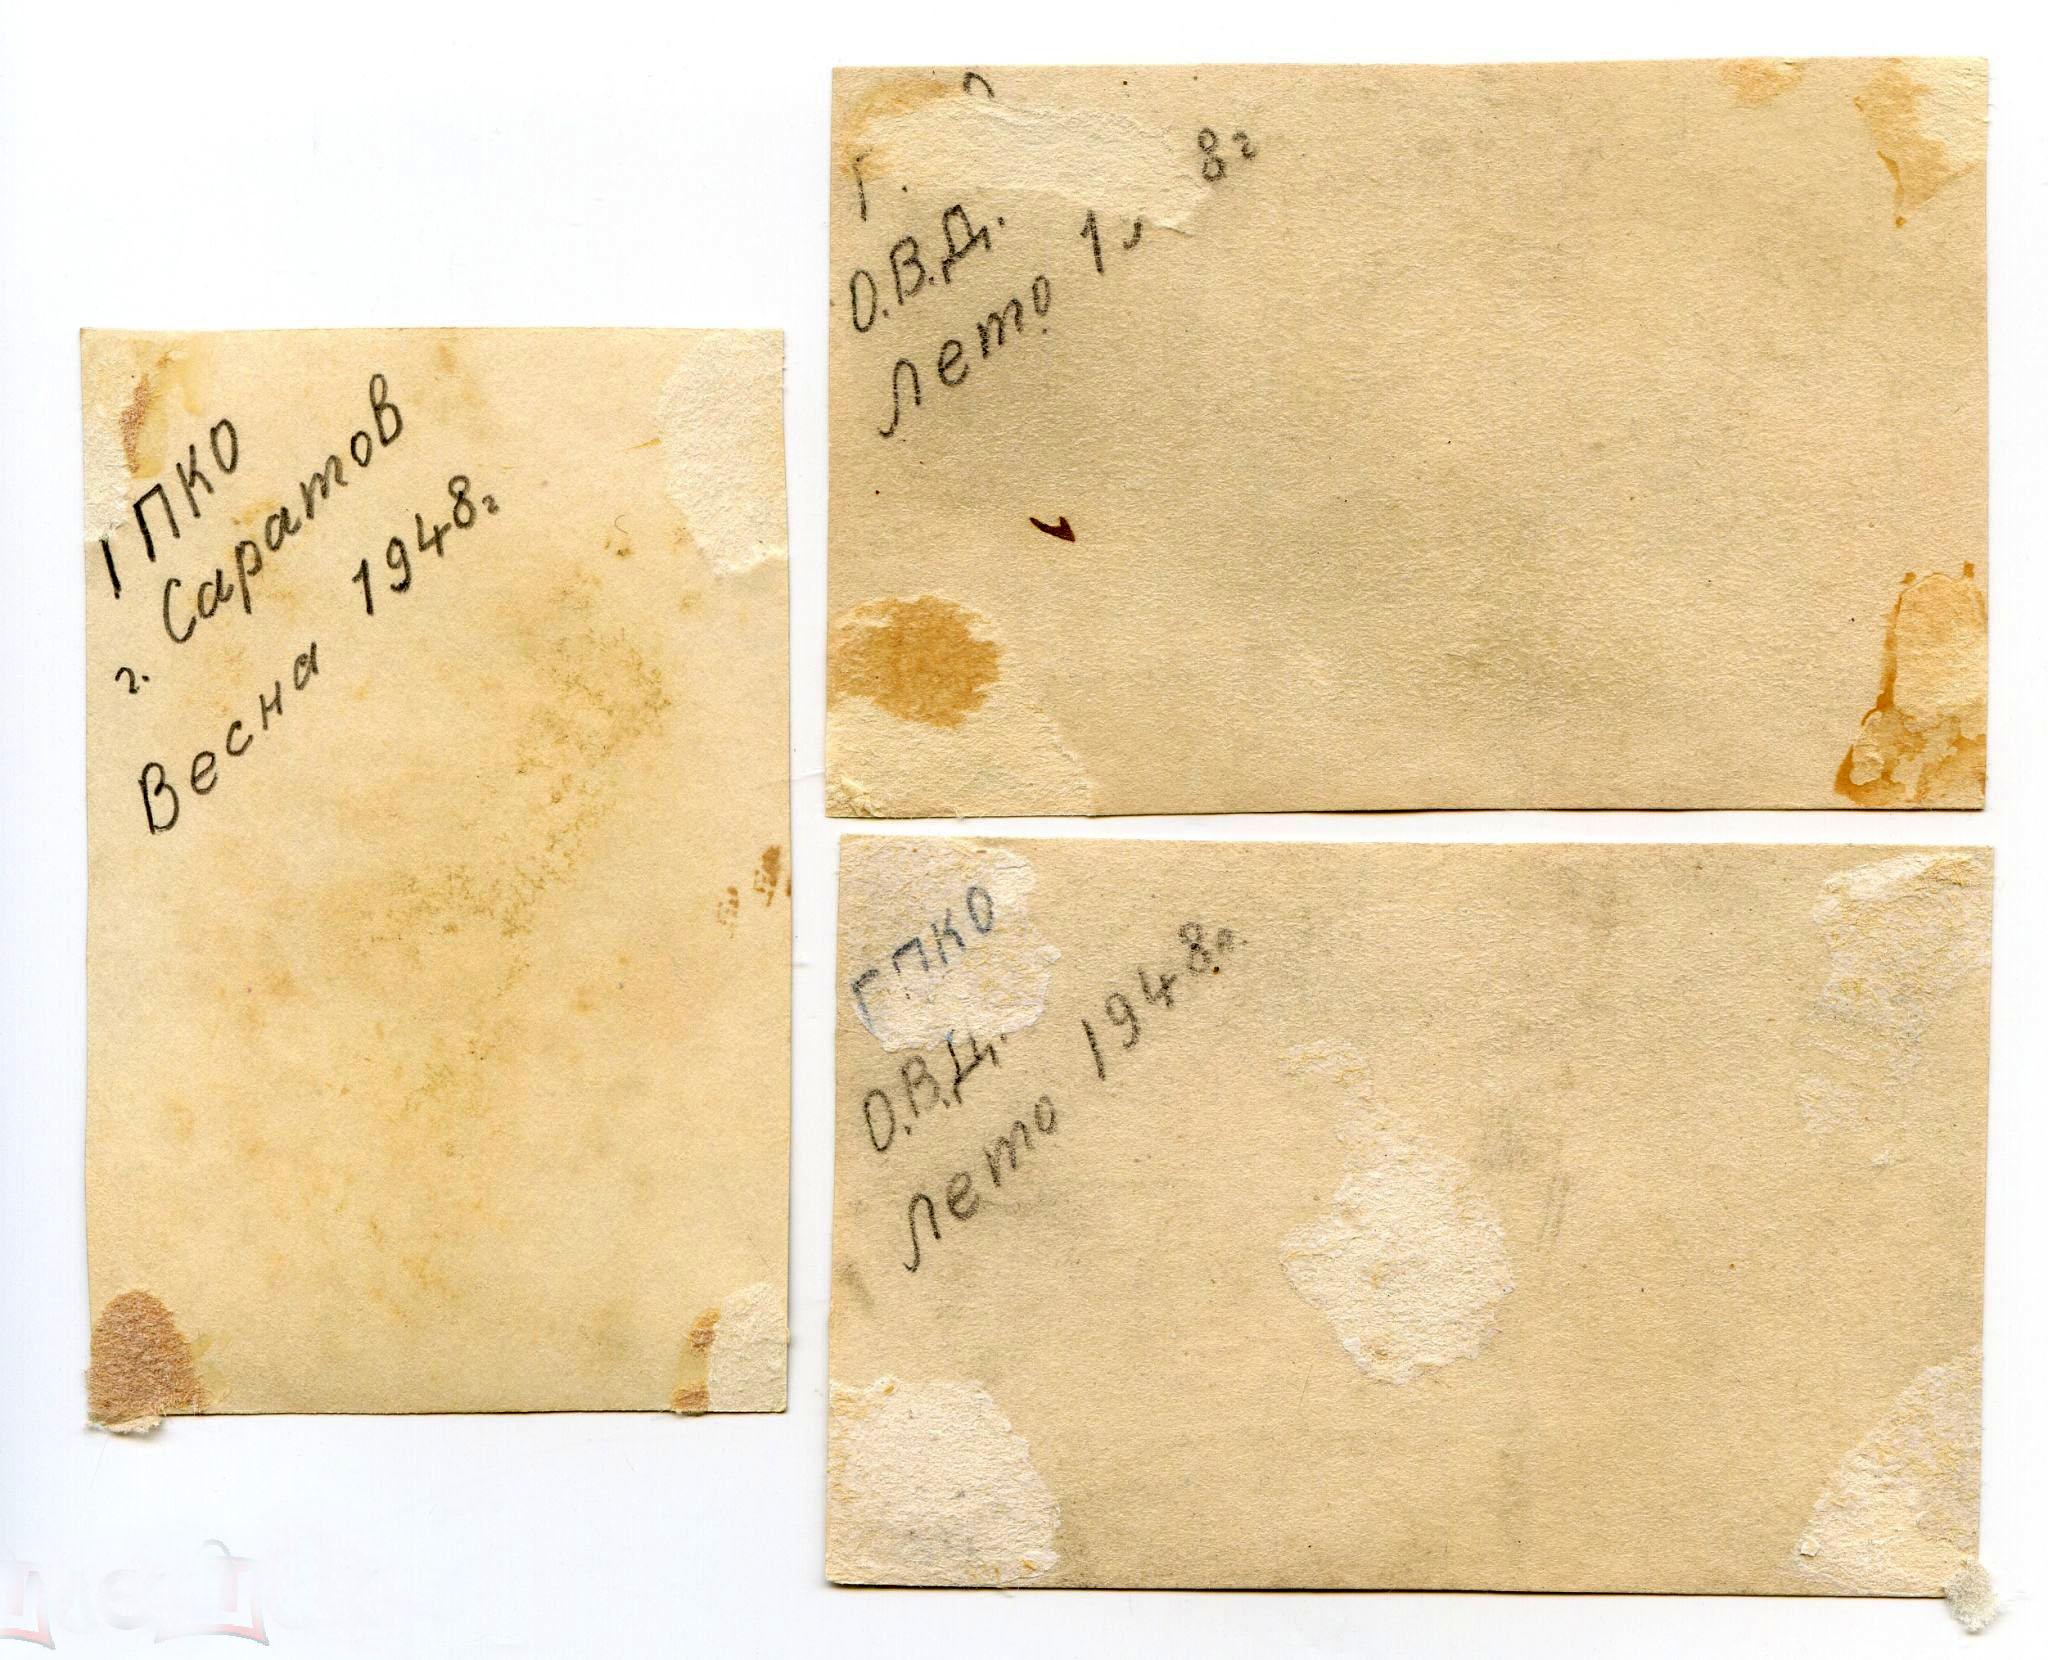 ГПКО
г. Саратов
Весна 1948г
Г.
О.В.Д.
лето 1 8г
ГПКО
О.В.Д.
лето 1948г.